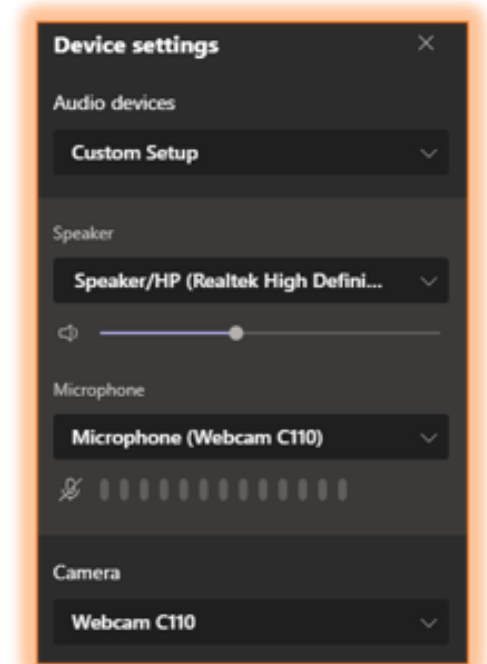 Device settings
Audio devices
Custom Setup
Speaker
Speaker/HP (Realtek High Defini...
Microphone
Microphone (Webcam C110)
Camera
Webcam C110